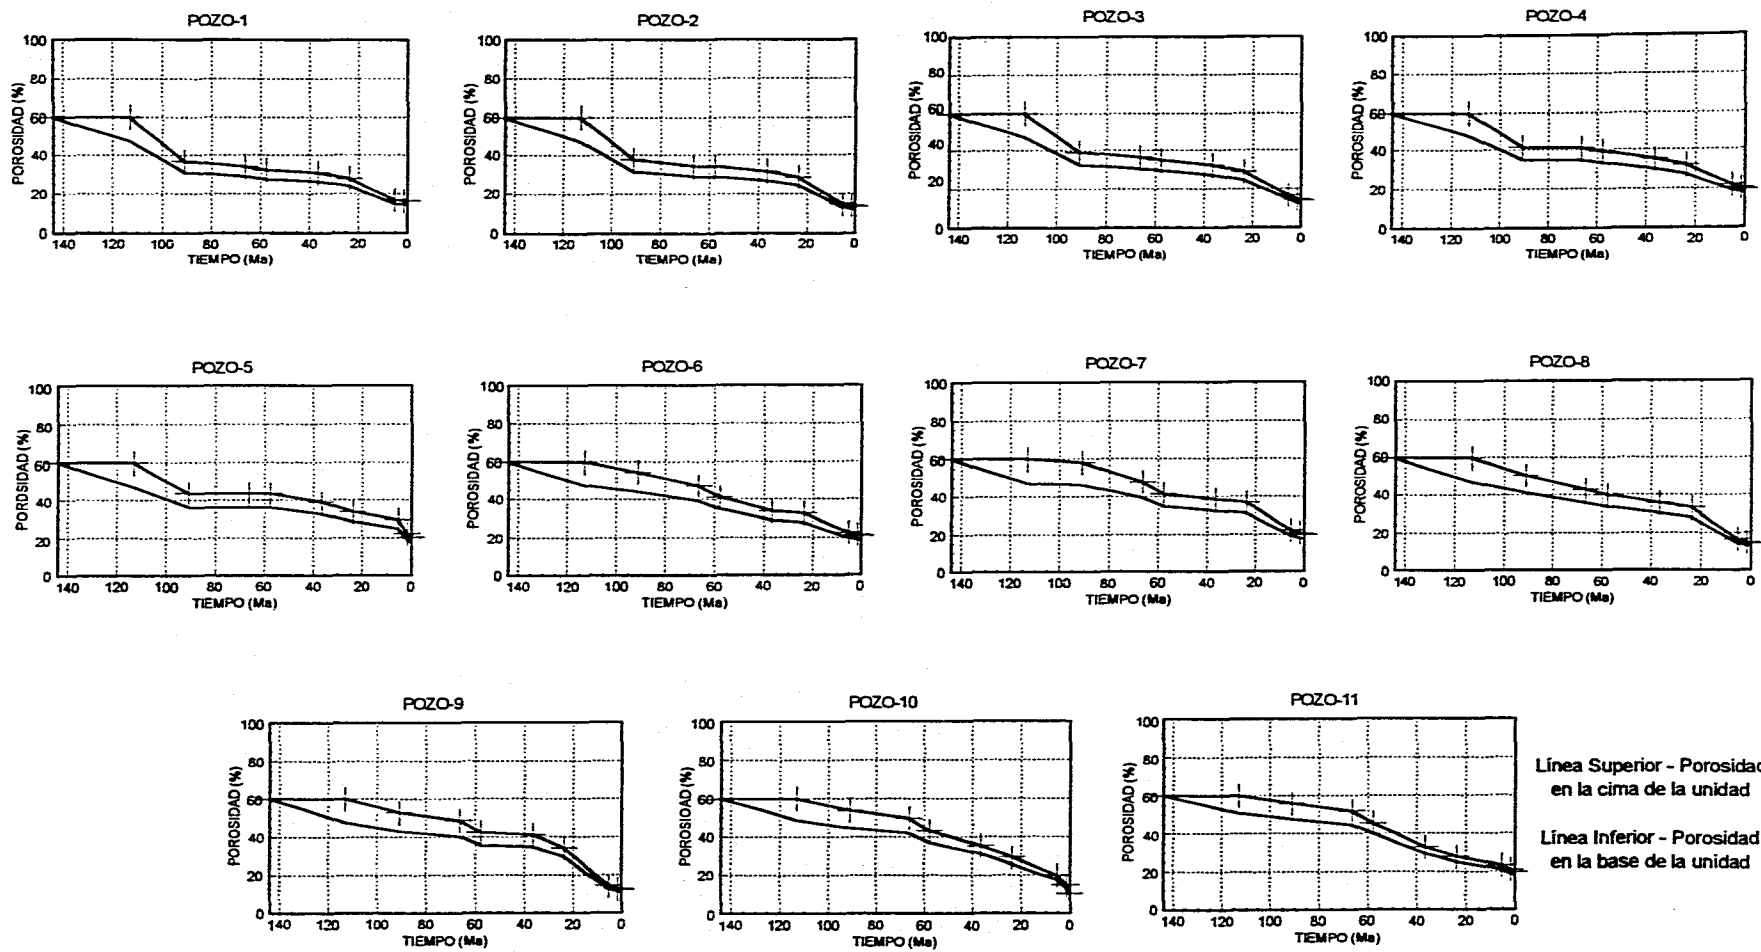 POZO-1
POROSIDAD (%)
100
80
60
40
20
0
140 120 100 80 60 40 20 0
TIEMPO (Ma)
POZO-2
POROSIDAD (%)
100
80
60
40
20
0
140 120 100 80 60 40 20 0
TIEMPO (Ma)
POZO-3
POROSIDAD (%)
100
80
60
40
20
0
140 120 100 80 60 40 20 0
TIEMPO (Ma)
POZO-4
POROSIDAD (%)
100
80
60
40
20
0
140 120 100 80 60 40 20 0
TIEMPO (Ma)
POZO-5
POROSIDAD (%)
100
80
60
40
20
0
140 120 100 80 60 40 20 0
TIEMPO (Ma)
POZO-6
POROSIDAD (%)
100
80
60
40
20
0
140 120 100 80 60 40 20 0
TIEMPO (Ma)
POZO-7
POROSIDAD (%)
100
80
60
40
20
0
140 120 100 80 60 40 20 0
TIEMPO (Ma)
POZO-8
POROSIDAD (%)
100
80
60
40
20
0
140 120 100 80 60 40 20 0
TIEMPO (Ma)
POZO-9
POROSIDAD (%)
100
80
60
40
20
0
140 120 100 80 60 40 20 0
TIEMPO (Ma)
POZO-10
POROSIDAD (%)
100
80
60
40
20
0
140 120 100 80 60 40 20 0
TIEMPO (Ma)
POZO-11
POROSIDAD (%)
100
80
60
40
20
0
140 120 100 80 60 40 20 0
TIEMPO (Ma)
Línea Superior - Porosidad
en la cima de la unidad
Línea Inferior - Porosidad
en la base de la unidad